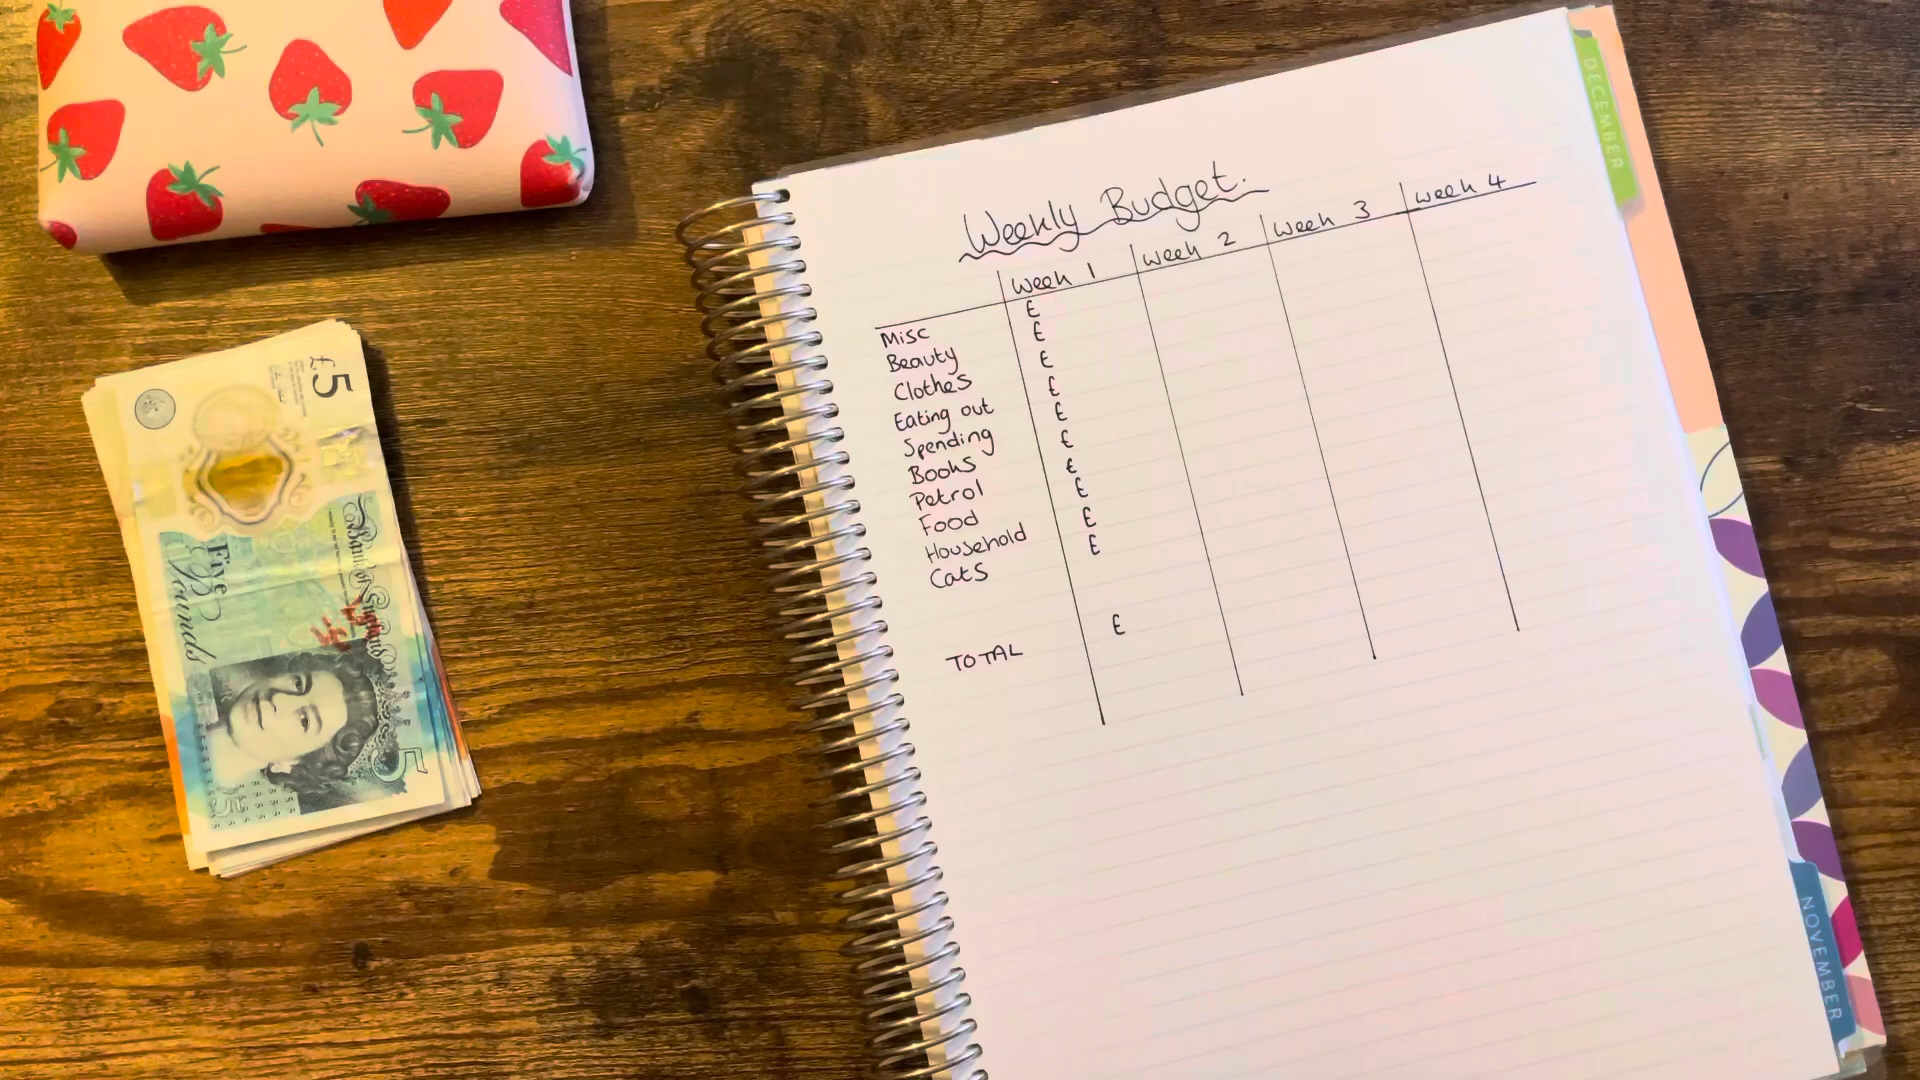 Weekly Budget.
Week 1 Week 2 Week 3 Week 4
Misc £
Beauty £
Clothes £
Eating out £
Spending £
Books £
Petrol £
Food £
Household £
Cats £
TOTAL £
DECEMBER
NOVEMBER
£5
Bank of England
Five
Pounds
5